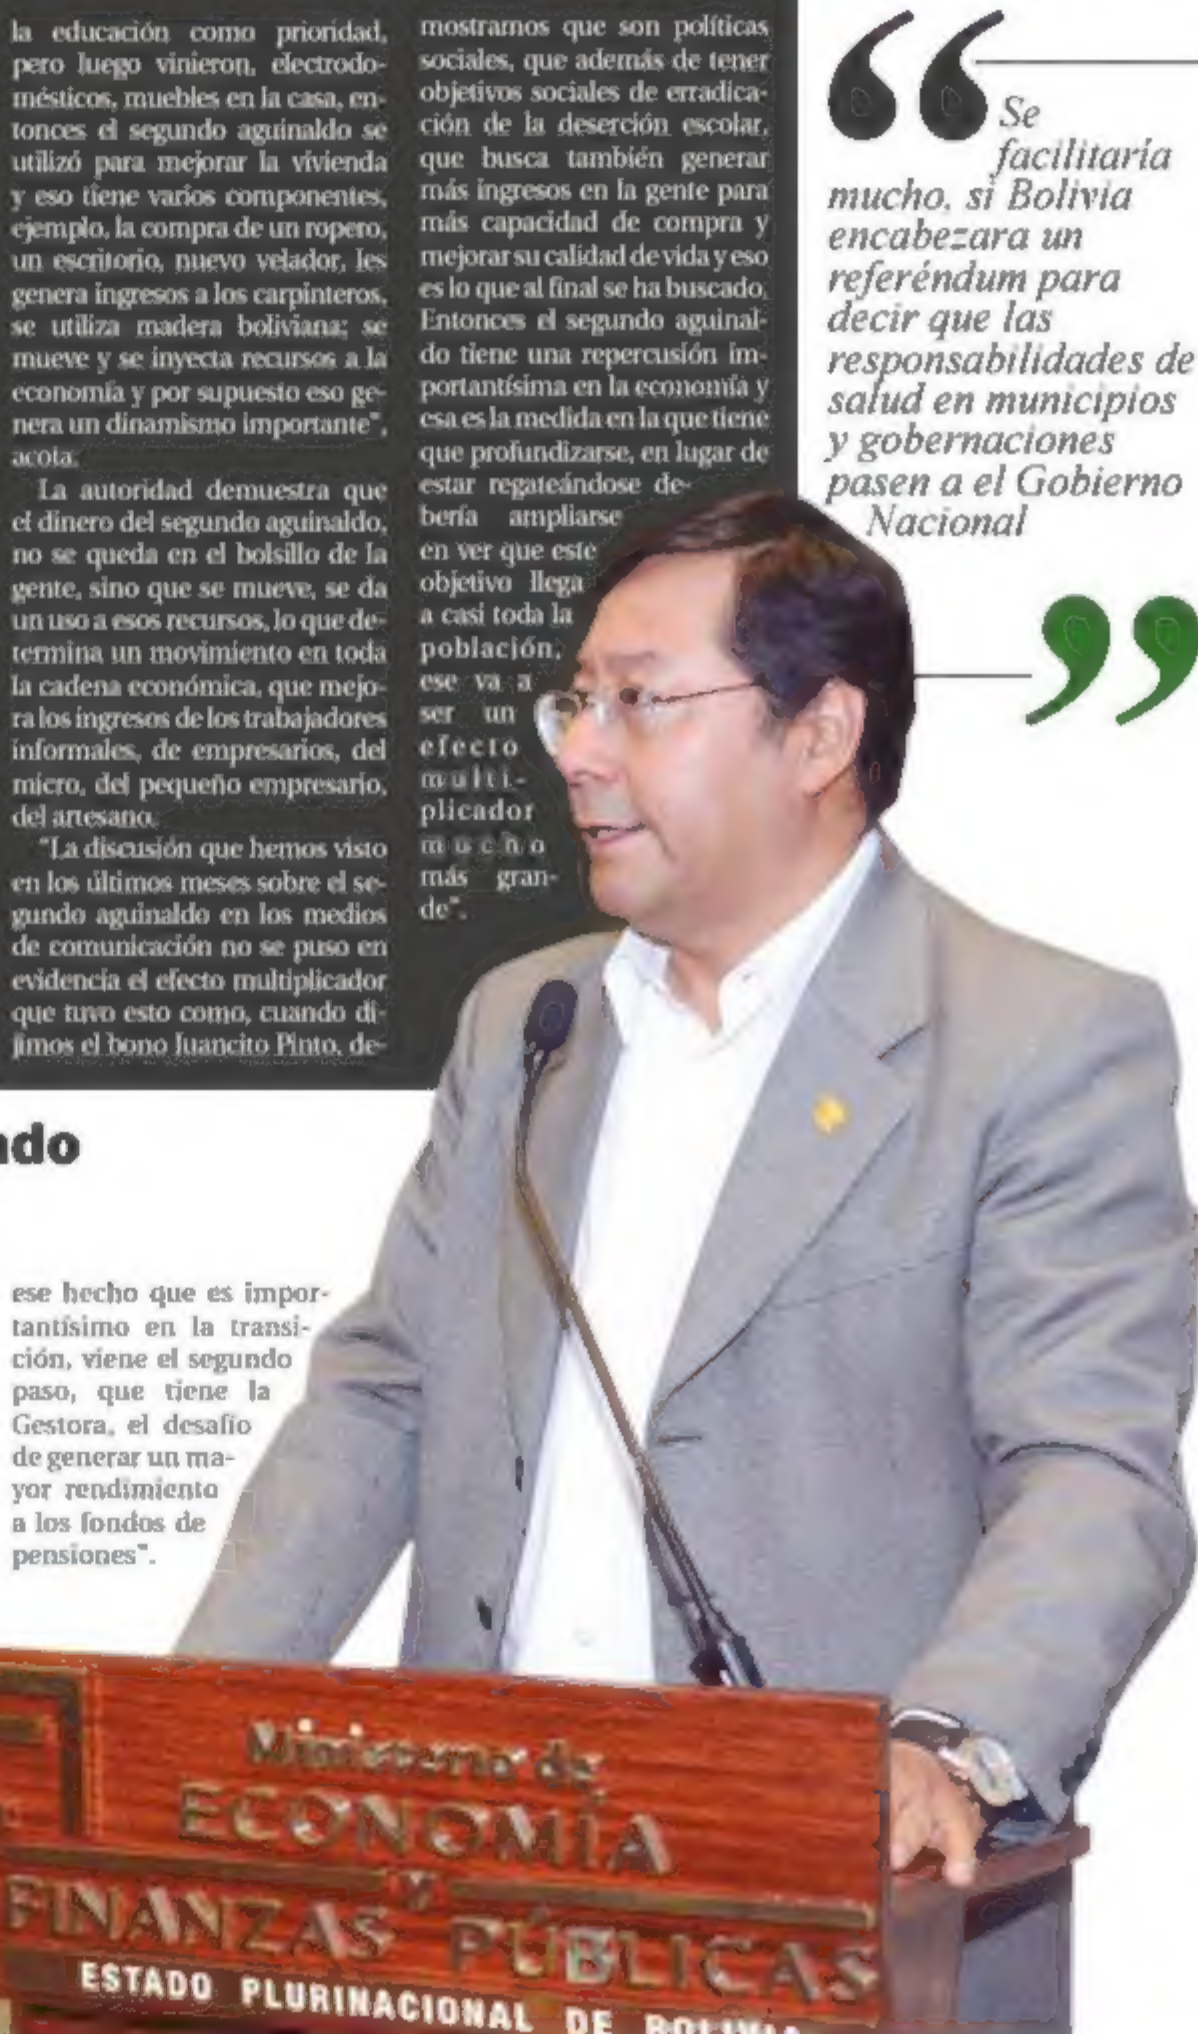 la educación como prioridad,
pero luego vinieron, electrodo-
mésticos, muebles en la casa, en-
tonces el segundo aguinaldo se
utilizó para mejorar la vivienda
y eso tiene varios componentes,
ejemplo, la compra de un ropero,
un escritorio, nuevo velador, les
genera ingresos a los carpinteros,
se utiliza madera boliviana; se
mueve y se inyecta recursos a la
economía y por supuesto eso ge-
nera un dinamismo importante",
acota.
La autoridad demuestra que
el dinero del segundo aguinaldo,
no se queda en el bolsillo de la
gente, sino que se mueve, se da
un uso a esos recursos, lo que de-
termina un movimiento en toda
la cadena económica, que mejo-
ra los ingresos de los trabajadores
informales, de empresarios, del
micro, del pequeño empresario,
del artesano.
"La discusión que hemos visto
en los últimos meses sobre el se-
gundo aguinaldo en los medios
de comunicación no se puso en
evidencia el efecto multiplicador
que tuvo esto como, cuando di-
jimos el bono Juancito Pinto, de-
mostramos que son políticas
sociales, que además de tener
objetivos sociales de erradica-
ción de la deserción escolar,
que busca también generar
más ingresos en la gente para
más capacidad de compra y
mejorar su calidad de vida y eso
es lo que al final se ha buscado,
Entonces el segundo aguinal-
do tiene una repercusión im-
portantísima en la economía y
esa es la medida en la que tiene
que profundizarse, en lugar de
estar regateándose de-
bería ampliarse
en ver que este
objetivo llega
a casi toda la
población,
ese va a
ser un
efecto
multi-
plicador
mucho
más gran-
de".
“Se
facilitaría
mucho, si Bolivia
encabezara un
referéndum para
decir que las
responsabilidades de
salud en municipios
y gobernaciones
pasen a el Gobierno
Nacional”
ndo
ese hecho que es impor-
tantísimo en la transi-
ción, viene el segundo
paso, que tiene la
Gestora, el desafío
de generar un ma-
yor rendimiento
a los fondos de
pensiones".
Ministerio de
ECONOMÍA
Y
FINANZAS PÚBLICAS
ESTADO PLURINACIONAL DE BOLIVIA